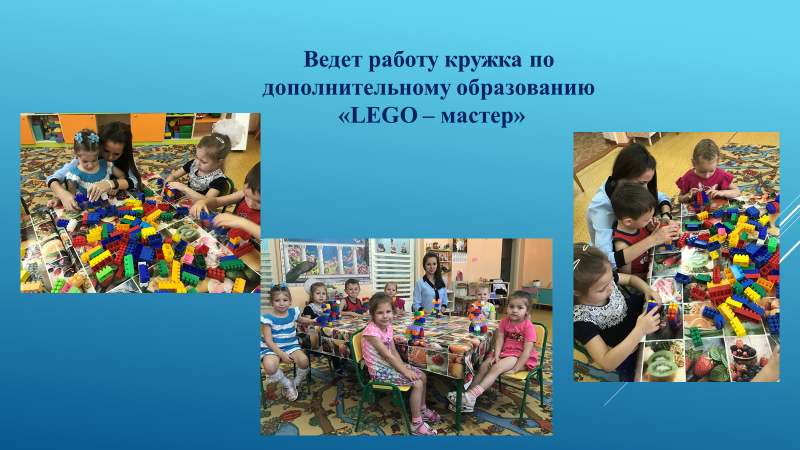 Ведет работу кружка по
дополнительному образованию
«LEGO – мастер»